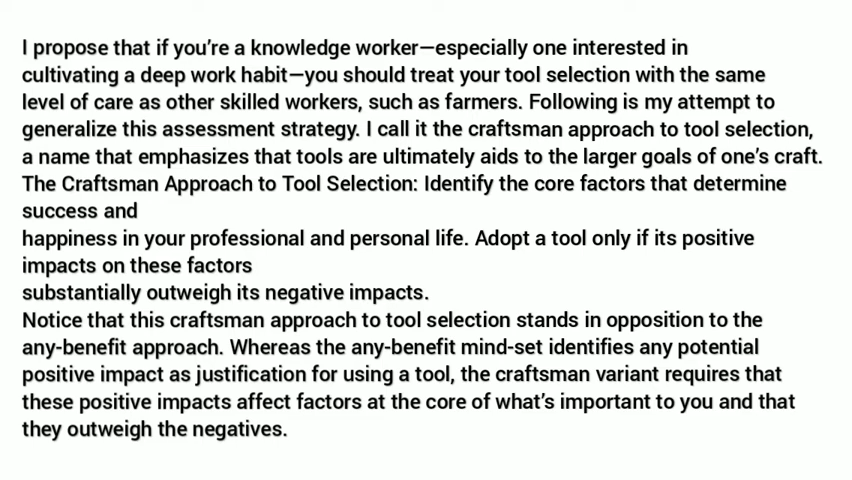 I propose that if you’re a knowledge worker—especially one interested in
cultivating a deep work habit—you should treat your tool selection with the same
level of care as other skilled workers, such as farmers. Following is my attempt to
generalize this assessment strategy. I call it the craftsman approach to tool selection,
a name that emphasizes that tools are ultimately aids to the larger goals of one’s craft.
The Craftsman Approach to Tool Selection: Identify the core factors that determine
success and
happiness in your professional and personal life. Adopt a tool only if its positive
impacts on these factors
substantially outweigh its negative impacts.
Notice that this craftsman approach to tool selection stands in opposition to the
any-benefit approach. Whereas the any-benefit mind-set identifies any potential
positive impact as justification for using a tool, the craftsman variant requires that
these positive impacts affect factors at the core of what’s important to you and that
they outweigh the negatives.